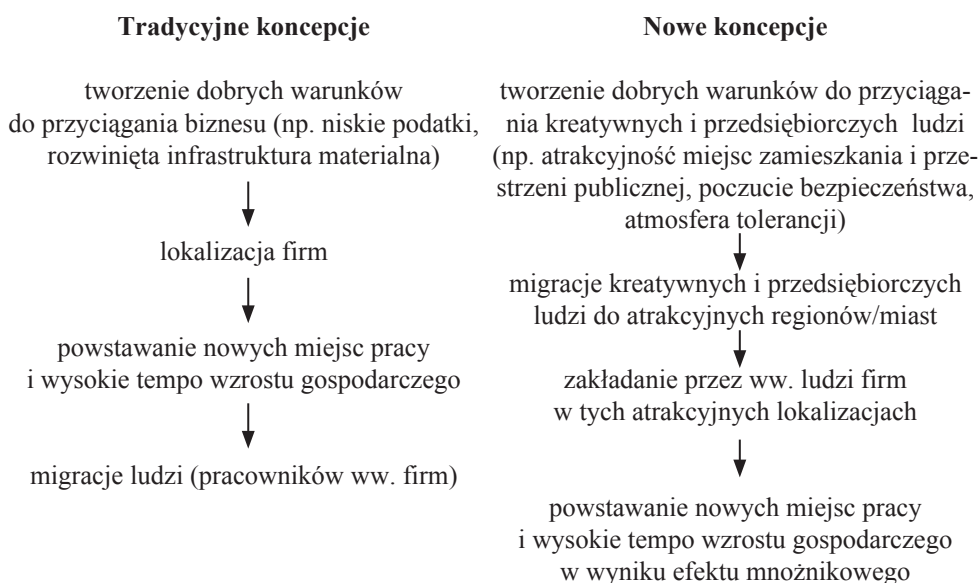 Tradycyjne koncepcje
tworzenie dobrych warunków
do przyciągania biznesu (np. niskie podatki,
rozwinięta infrastruktura materialna)
lokalizacja firm
powstawanie nowych miejsc pracy
i wysokie tempo wzrostu gospodarczego
migracje ludzi (pracowników ww. firm)
Nowe koncepcje
tworzenie dobrych warunków do przyciąga-
nia kreatywnych i przedsiębiorczych ludzi
(np. atrakcyjność miejsc zamieszkania i prze-
strzeni publicznej, poczucie bezpieczeństwa,
atmosfera tolerancji)
migracje kreatywnych i przedsiębiorczych
ludzi do atrakcyjnych regionów/miast
zakładanie przez ww. ludzi firm
w tych atrakcyjnych lokalizacjach
powstawanie nowych miejsc pracy
i wysokie tempo wzrostu gospodarczego
w wyniku efektu mnożnikowego